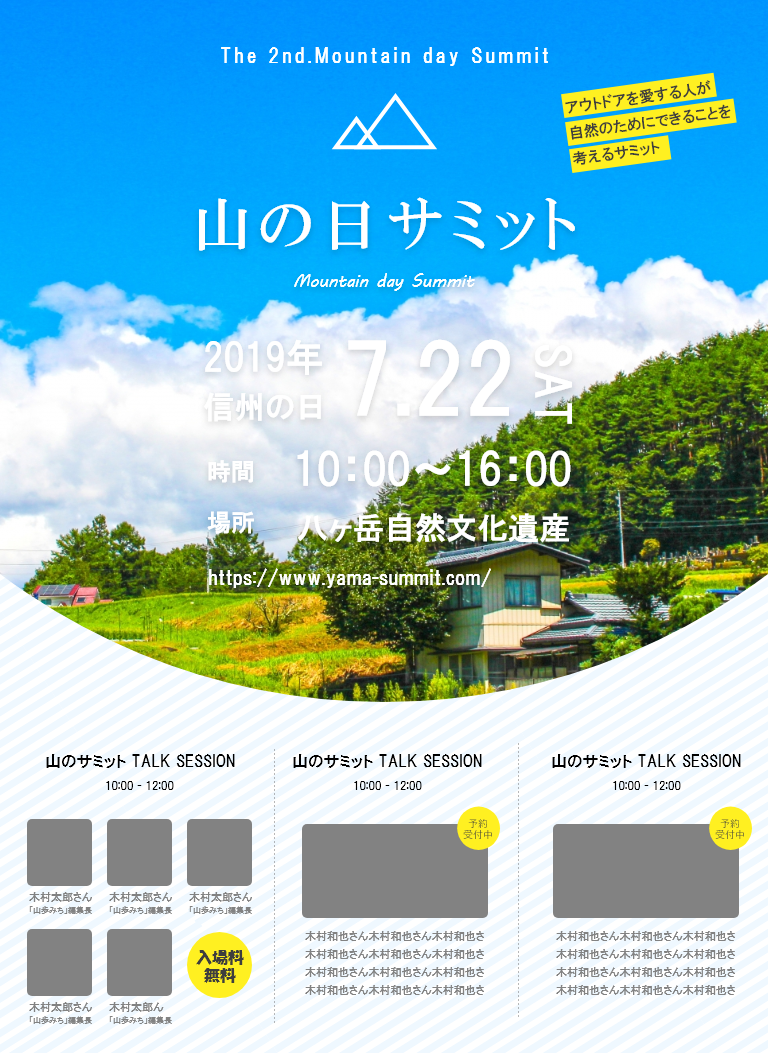 The 2nd.Mountain day Summit
アウトドアを愛する人が
自然のためにできることを
考えるサミット
山の日サミット
Mountain day Summit
2019年
信州の日
7.22
SAT
時間
10:00〜16:00
場所
八ヶ岳自然文化遺産
https://www.yama-summit.com/
山のサミット TALK SESSION
10:00 - 12:00
木村太郎さん
「山歩みち」編集長
木村太郎さん
「山歩みち」編集長
木村太郎さん
「山歩みち」編集長
木村太郎さん
「山歩みち」編集長
木村太郎ん
「山歩みち」編集長
入場料
無料
山のサミット TALK SESSION
10:00 - 12:00
予約
受付中
木村和也さん木村和也さん木村和也さ
木村和也さん木村和也さん木村和也さ
木村和也さん木村和也さん木村和也さ
木村和也さん木村和也さん木村和也さ
山のサミット TALK SESSION
10:00 - 12:00
予約
受付中
木村和也さん木村和也さん木村和也さ
木村和也さん木村和也さん木村和也さ
木村和也さん木村和也さん木村和也さ
木村和也さん木村和也さん木村和也さ